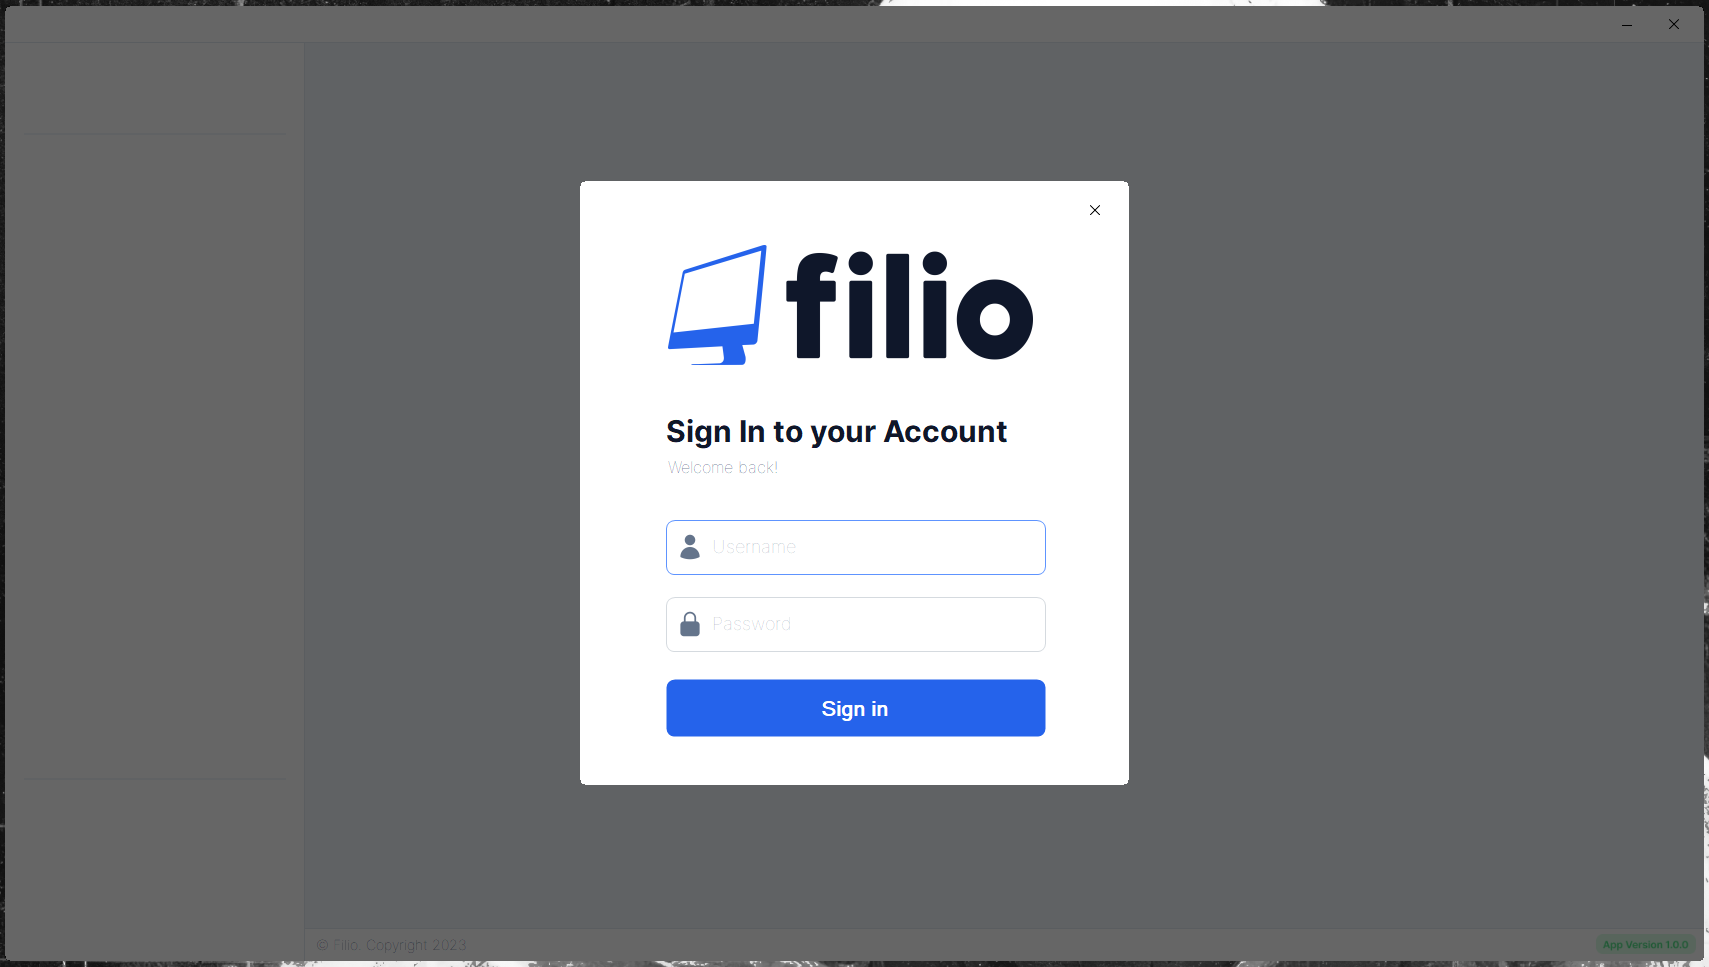 filio
Sign In to your Account
Welcome back!
Username
Password
Sign in
© Filio. Copyright 2023
App Version 1.0.0